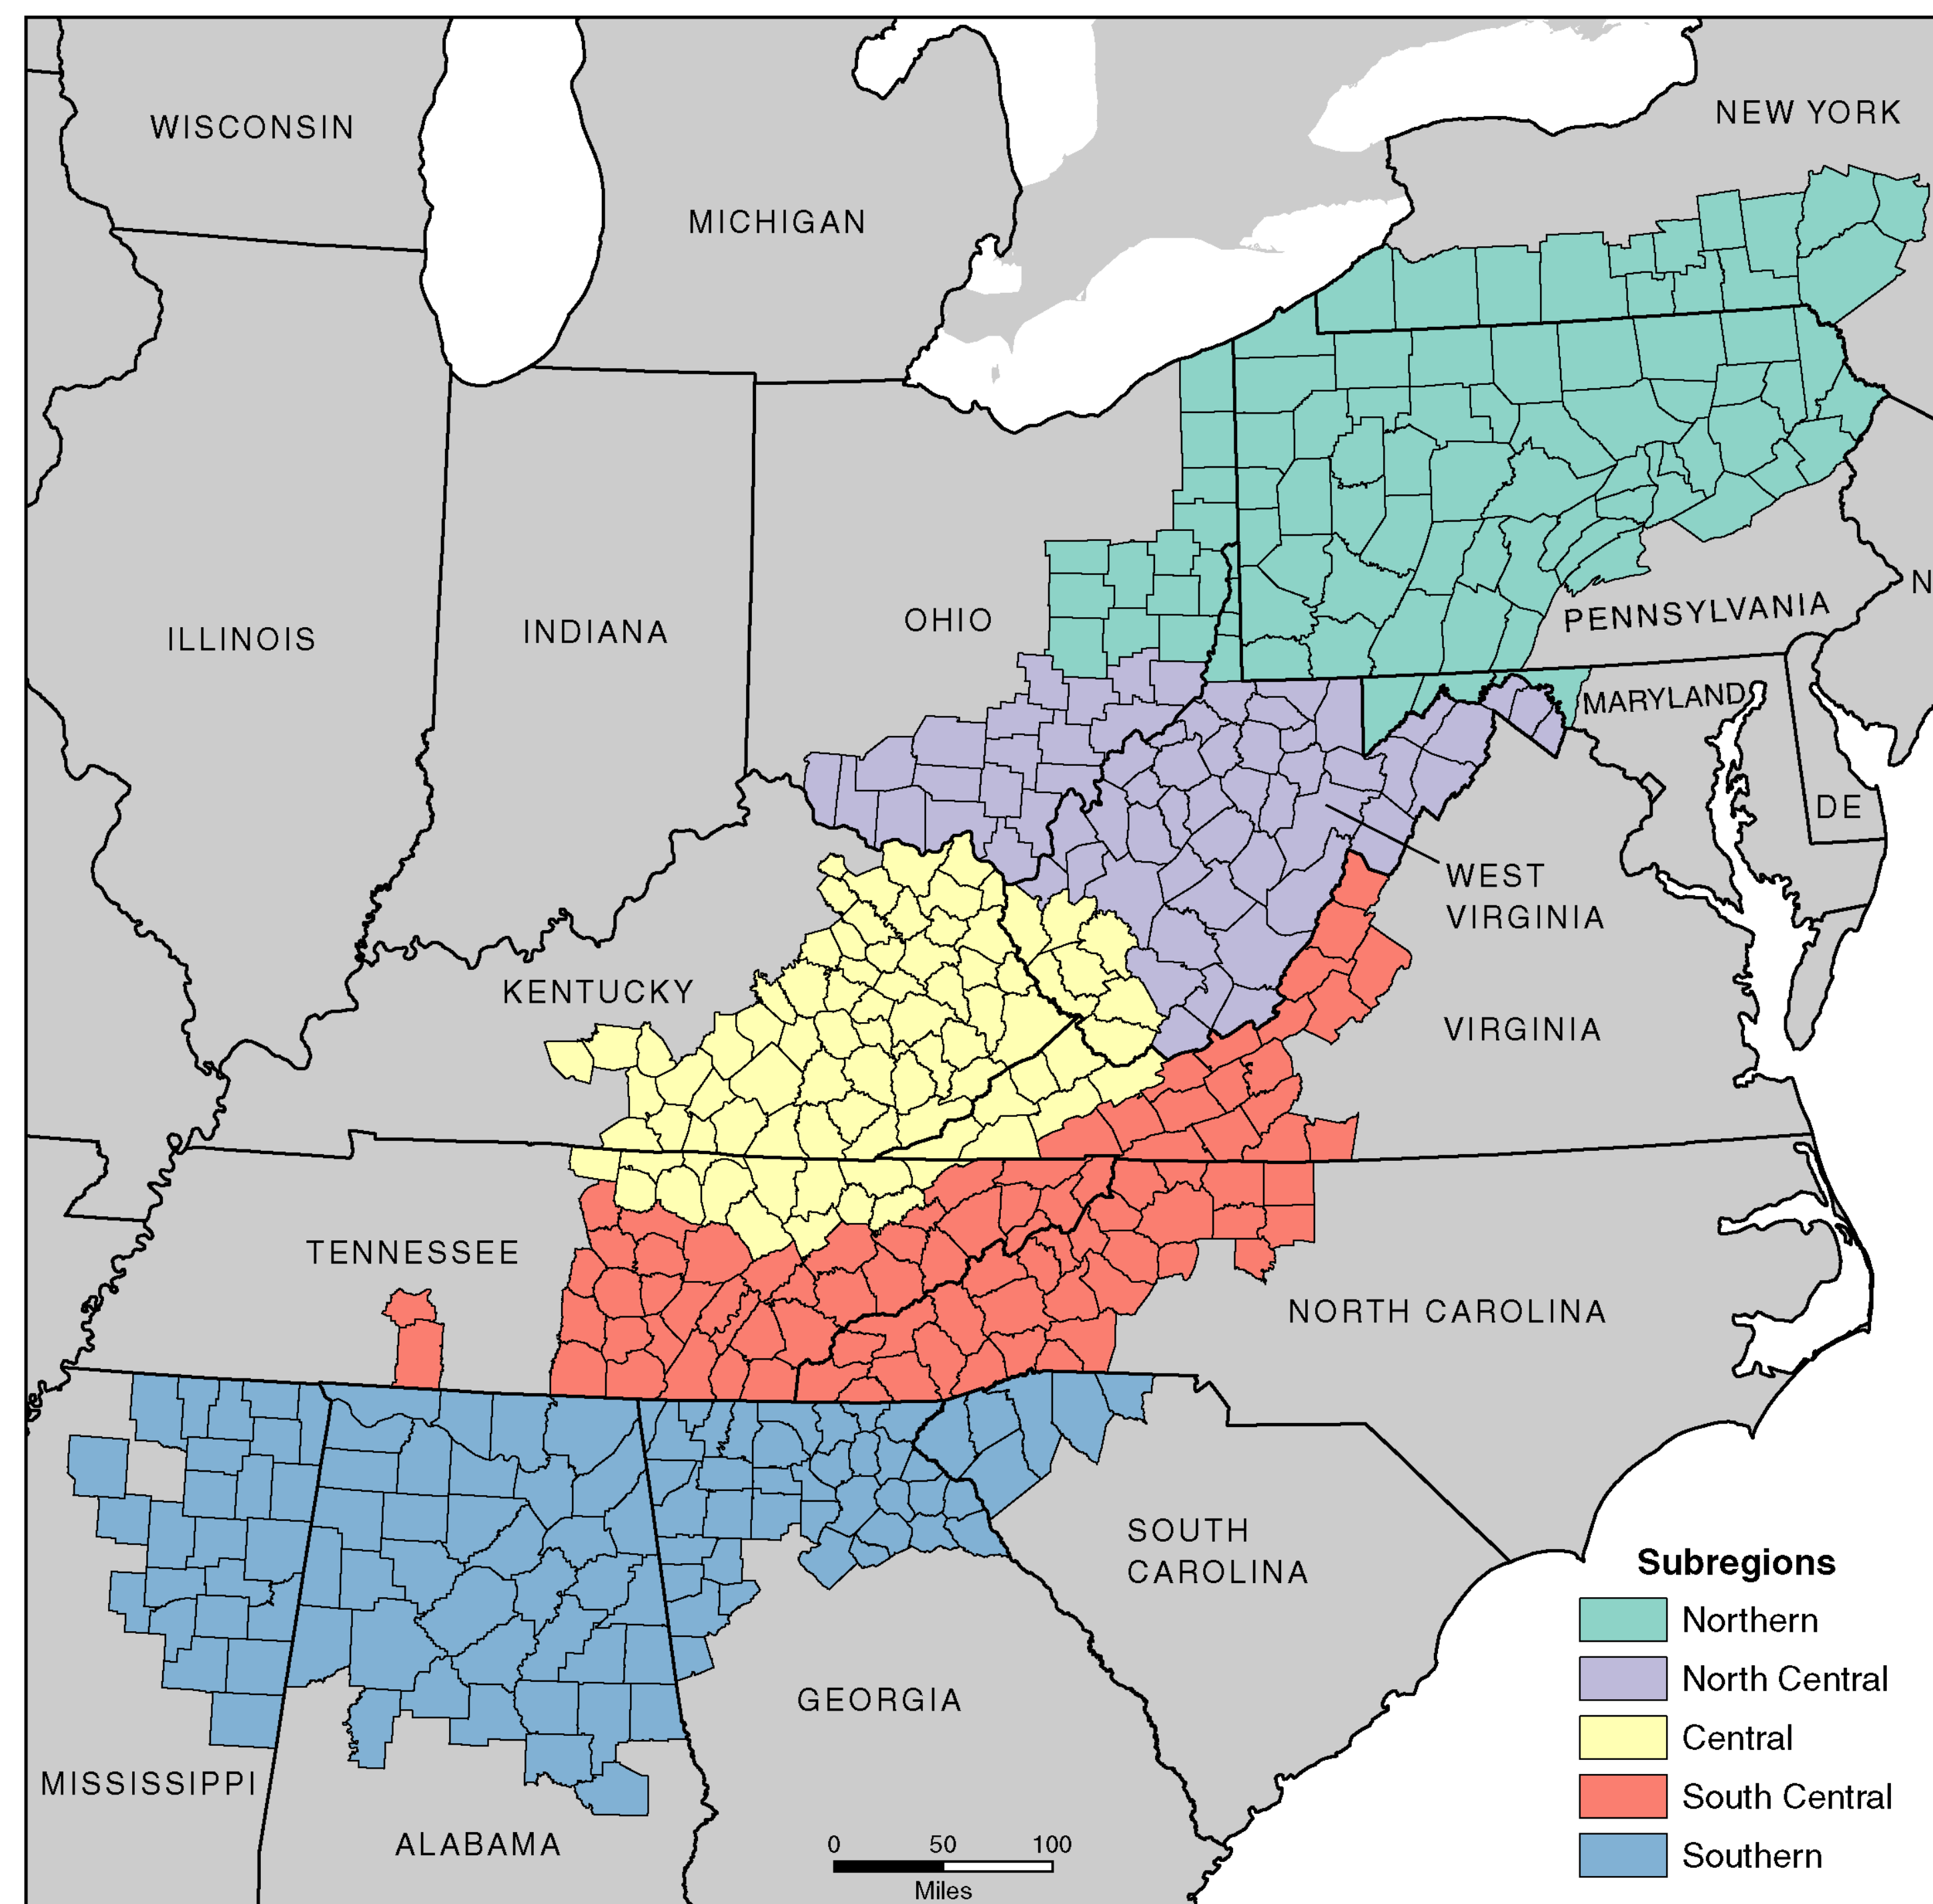 NEW YORK
WISCONSIN
MICHIGAN
N
PENNSYLVANIA
OHIO
INDIANA
ILLINOIS
MARYLAND
DE
WEST
VIRGINIA
KENTUCKY
VIRGINIA
TENNESSEE
NORTH CAROLINA
SOUTH
CAROLINA
GEORGIA
MISSISSIPPI
ALABAMA
0 50 100
Miles
Subregions
Northern
North Central
Central
South Central
Southern